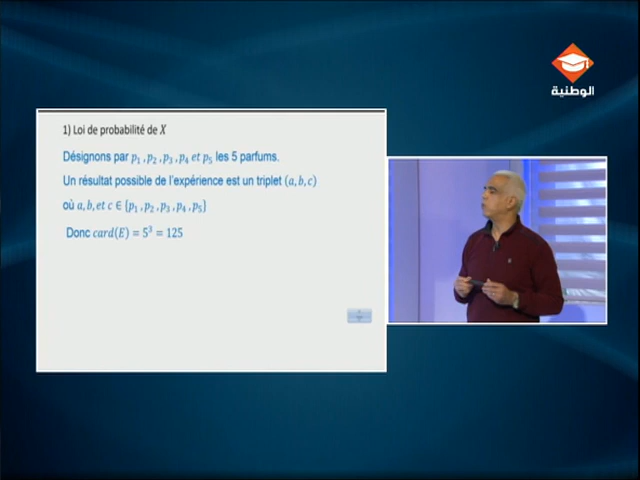 الوطنية
1) Loi de probabilité de X
Désignons par p₁ , p₂ , p₃ , p₄ et p₅ les 5 parfums.
Un résultat possible de l'expérience est un triplet (a, b, c)
où a, b, et c ∈ {p₁ , p₂ , p₃ , p₄ , p₅}
Donc card(E) = 5³ = 125